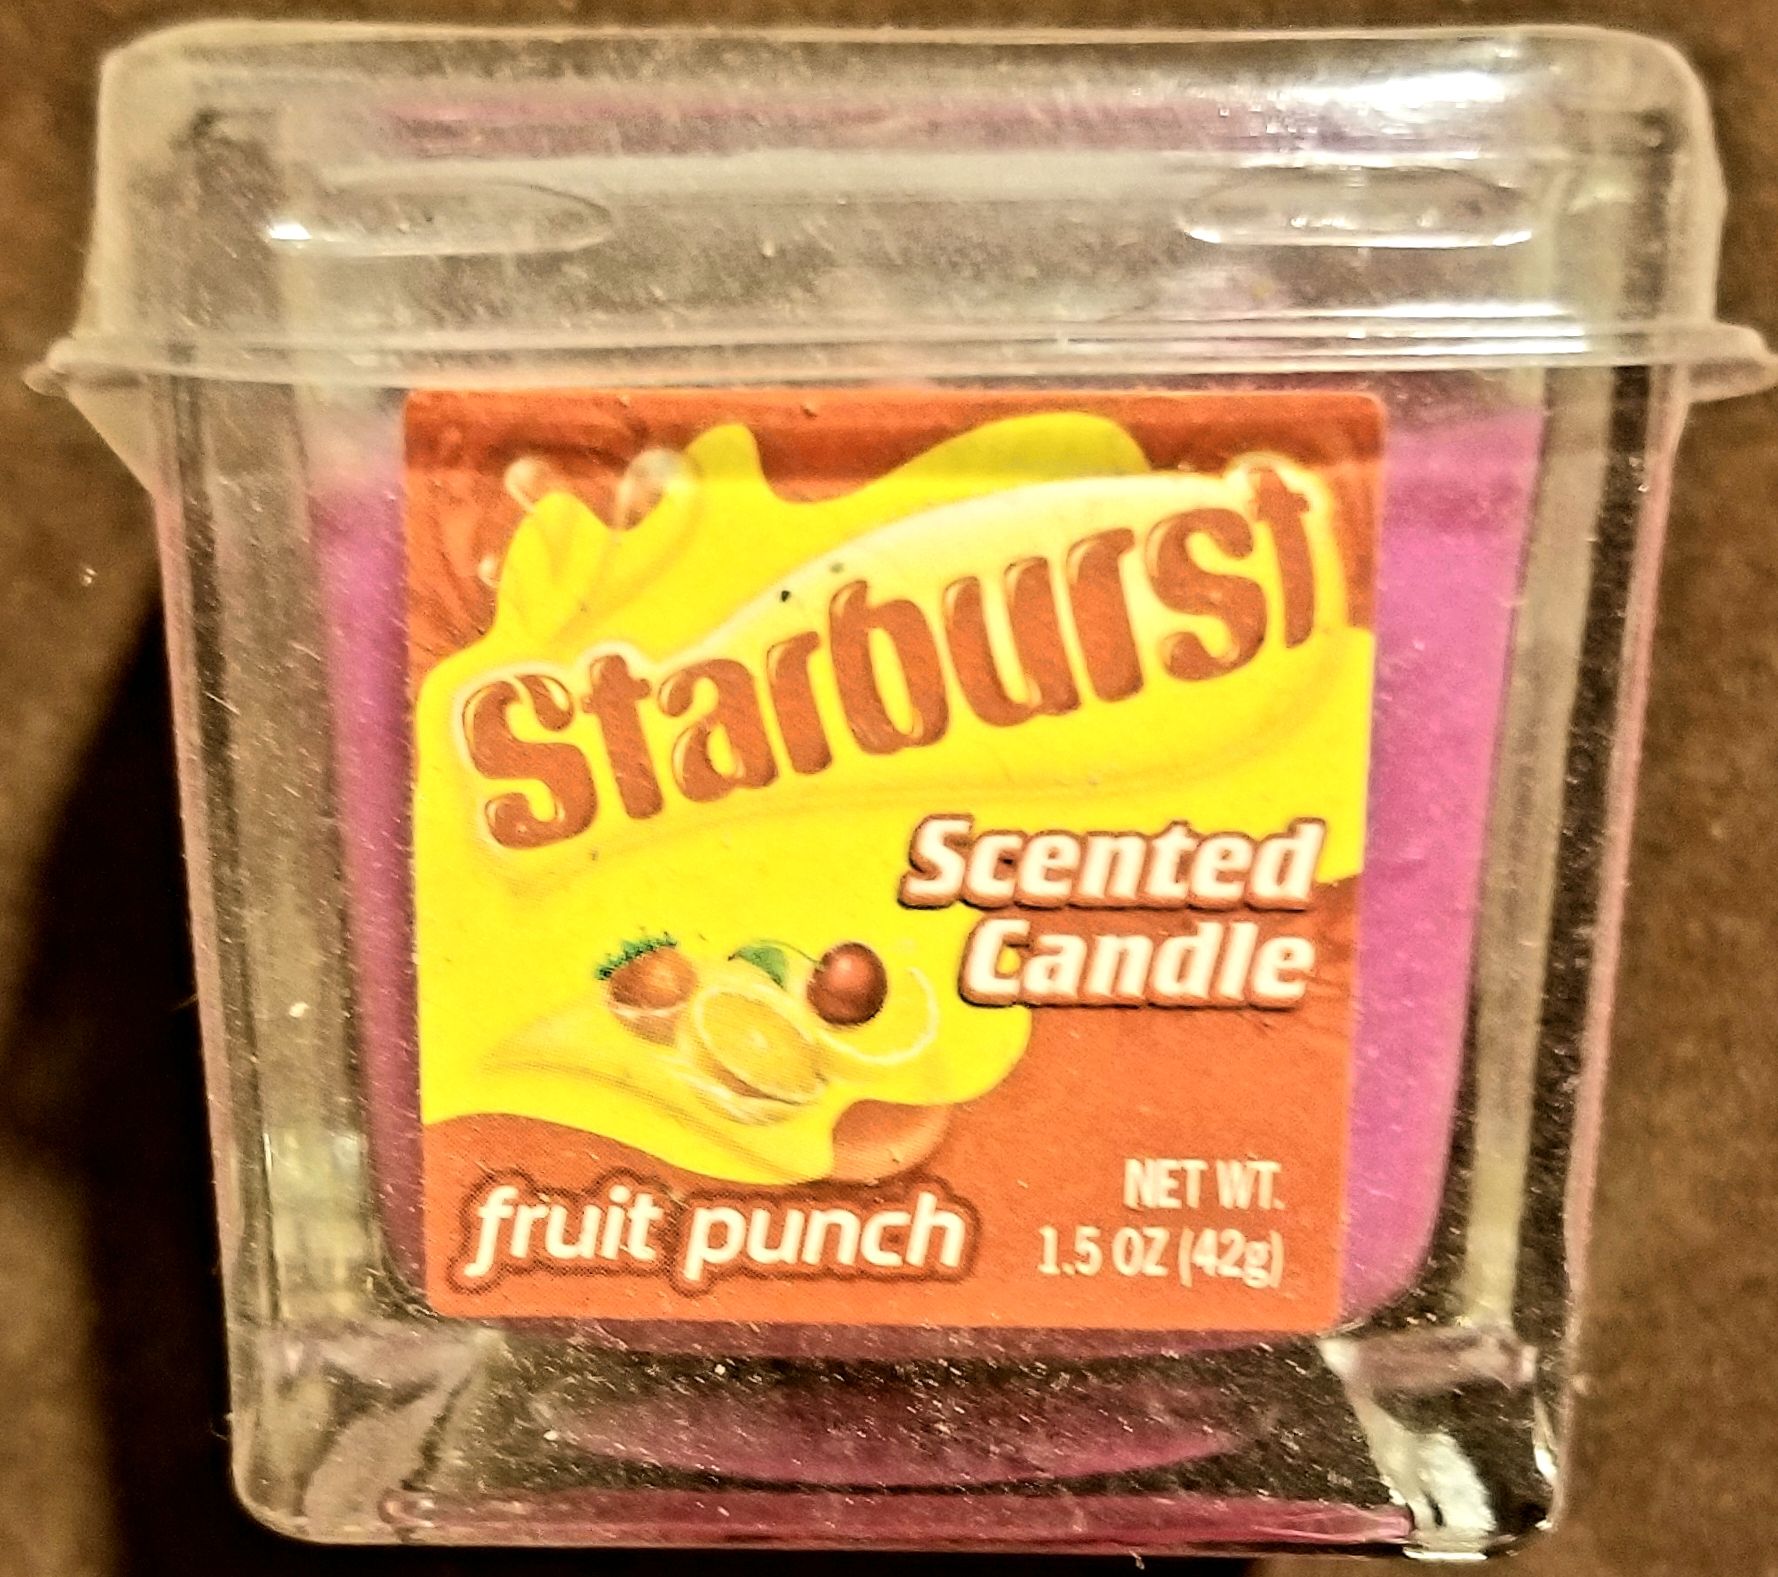 Starburst
Scented
Candle
fruit punch
NET WT.
1.5 OZ (42g)